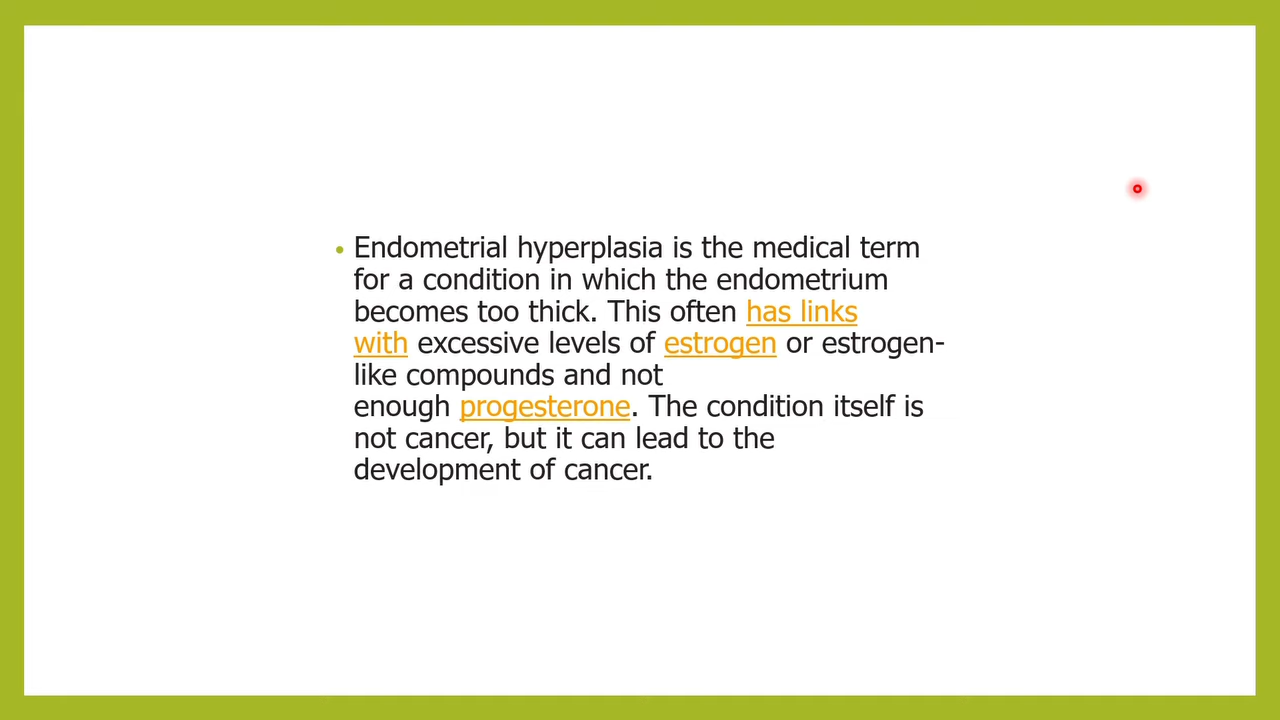 • Endometrial hyperplasia is the medical term
for a condition in which the endometrium
becomes too thick. This often has links
with excessive levels of estrogen or estrogen-
like compounds and not
enough progesterone. The condition itself is
not cancer, but it can lead to the
development of cancer.